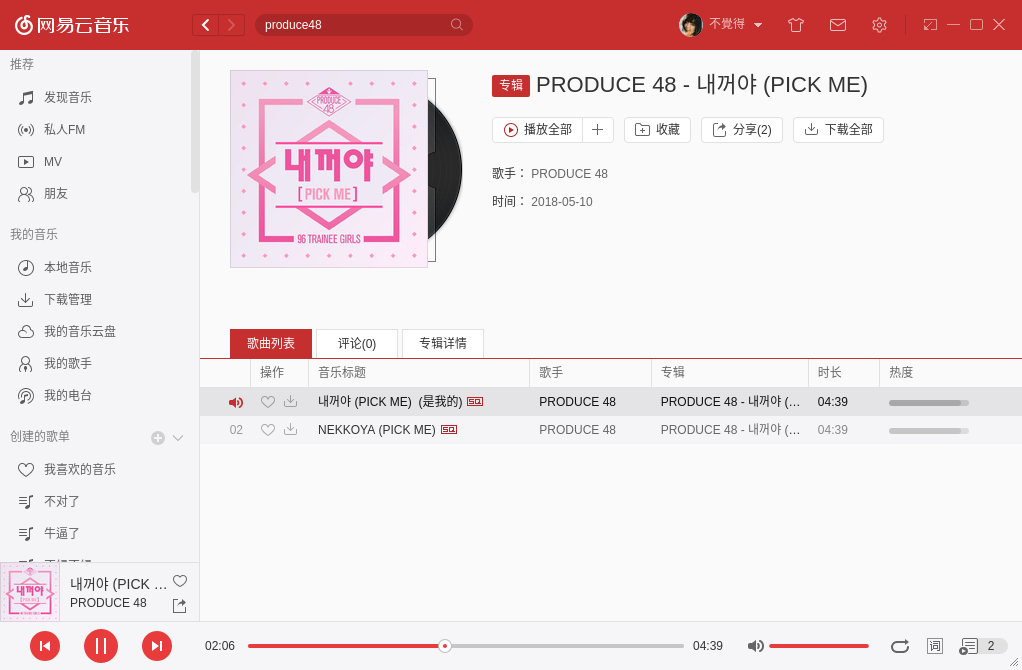 网易云音乐
produce48
不覺得
推荐
发现音乐
私人FM
MV
朋友
我的音乐
本地音乐
下载管理
我的音乐云盘
我的歌手
我的电台
创建的歌单
我喜欢的音乐
不对了
牛逼了
PRODUCE 48
내꺼야
[PICK ME]
96 TRAINEE GIRLS
专辑 PRODUCE 48 - 내꺼야 (PICK ME)
播放全部
收藏
分享(2)
下载全部
歌手： PRODUCE 48
时间： 2018-05-10
歌曲列表 评论(0) 专辑详情
操作 音乐标题 歌手 专辑 时长 热度
내꺼야 (PICK ME) (是我的) SQ PRODUCE 48 PRODUCE 48 - 내꺼야 (... 04:39
02 NEKKOYA (PICK ME) SQ PRODUCE 48 PRODUCE 48 - 내꺼야 (... 04:39
내꺼야
[PICK ME]
내꺼야 (PICK ...
PRODUCE 48
02:06 04:39 词 2